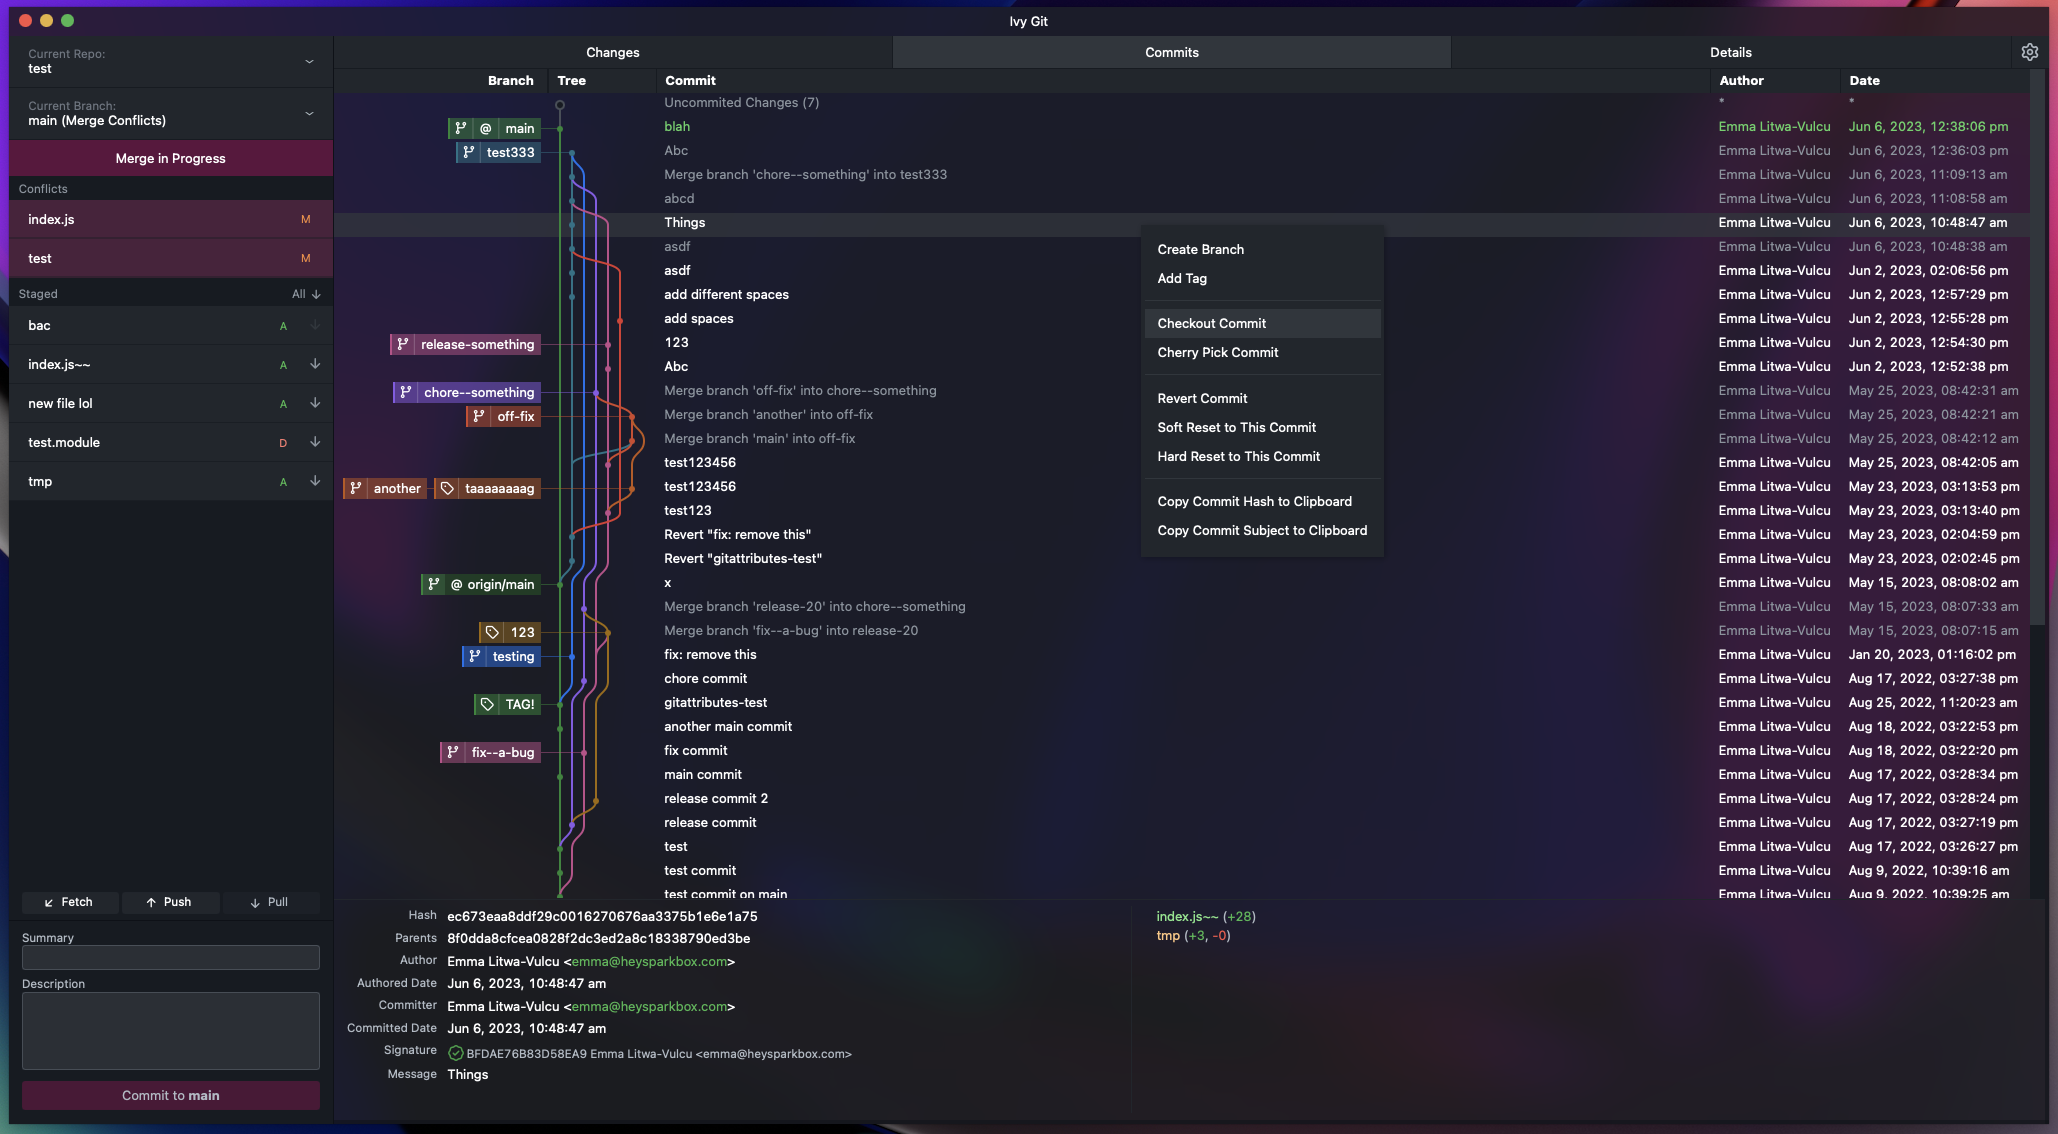 Ivy Git
Current Repo:
test
Current Branch:
main (Merge Conflicts)
Merge in Progress
Conflicts
index.js M
test M
Staged All
bac A
index.js~~ A
new file lol A
test.module D
tmp A
Fetch Push Pull
Summary
Description
Commit to main
Changes Commits Details
Branch Tree Commit Author Date
Uncommited Changes (7) * *
@ main blah Emma Litwa-Vulcu Jun 6, 2023, 12:38:06 pm
test333 Abc Emma Litwa-Vulcu Jun 6, 2023, 12:36:03 pm
Merge branch 'chore--something' into test333 Emma Litwa-Vulcu Jun 6, 2023, 11:09:13 am
abcd Emma Litwa-Vulcu Jun 6, 2023, 11:08:58 am
Things Emma Litwa-Vulcu Jun 6, 2023, 10:48:47 am
asdf Emma Litwa-Vulcu Jun 6, 2023, 10:48:38 am
asdf Emma Litwa-Vulcu Jun 2, 2023, 02:06:56 pm
add different spaces Emma Litwa-Vulcu Jun 2, 2023, 12:57:29 pm
add spaces Emma Litwa-Vulcu Jun 2, 2023, 12:55:28 pm
release-something 123 Emma Litwa-Vulcu Jun 2, 2023, 12:54:30 pm
Abc Emma Litwa-Vulcu Jun 2, 2023, 12:52:38 pm
chore--something Merge branch 'off-fix' into chore--something Emma Litwa-Vulcu May 25, 2023, 08:42:31 am
off-fix Merge branch 'another' into off-fix Emma Litwa-Vulcu May 25, 2023, 08:42:21 am
Merge branch 'main' into off-fix Emma Litwa-Vulcu May 25, 2023, 08:42:12 am
test123456 Emma Litwa-Vulcu May 25, 2023, 08:42:05 am
another taaaaaaaag test123456 Emma Litwa-Vulcu May 23, 2023, 03:13:53 pm
test123 Emma Litwa-Vulcu May 23, 2023, 03:13:40 pm
Revert "fix: remove this" Emma Litwa-Vulcu May 23, 2023, 02:04:59 pm
Revert "gitattributes-test" Emma Litwa-Vulcu May 23, 2023, 02:02:45 pm
@ origin/main x Emma Litwa-Vulcu May 15, 2023, 08:08:02 am
Merge branch 'release-20' into chore--something Emma Litwa-Vulcu May 15, 2023, 08:07:33 am
123 Merge branch 'fix--a-bug' into release-20 Emma Litwa-Vulcu May 15, 2023, 08:07:15 am
testing fix: remove this Emma Litwa-Vulcu Jan 20, 2023, 01:16:02 pm
chore commit Emma Litwa-Vulcu Aug 17, 2022, 03:27:38 pm
TAG! gitattributes-test Emma Litwa-Vulcu Aug 25, 2022, 11:20:23 am
another main commit Emma Litwa-Vulcu Aug 18, 2022, 03:22:53 pm
fix--a-bug fix commit Emma Litwa-Vulcu Aug 18, 2022, 03:22:20 pm
main commit Emma Litwa-Vulcu Aug 17, 2022, 03:28:34 pm
release commit 2 Emma Litwa-Vulcu Aug 17, 2022, 03:28:24 pm
release commit Emma Litwa-Vulcu Aug 17, 2022, 03:27:19 pm
test Emma Litwa-Vulcu Aug 17, 2022, 03:26:27 pm
test commit Emma Litwa-Vulcu Aug 9, 2022, 10:39:16 am
test commit on main Emma Litwa-Vulcu Aug 9, 2022, 10:39:25 am
Create Branch
Add Tag
Checkout Commit
Cherry Pick Commit
Revert Commit
Soft Reset to This Commit
Hard Reset to This Commit
Copy Commit Hash to Clipboard
Copy Commit Subject to Clipboard
Hash ec673eaa8ddf29c0016270676aa3375b1e6e1a75
Parents 8f0dda8cfcea0828f2dc3ed2a8c18338790ed3be
Author Emma Litwa-Vulcu <emma@heysparkbox.com>
Authored Date Jun 6, 2023, 10:48:47 am
Committer Emma Litwa-Vulcu <emma@heysparkbox.com>
Committed Date Jun 6, 2023, 10:48:47 am
Signature BFDAE76B83D58EA9 Emma Litwa-Vulcu <emma@heysparkbox.com>
Message Things
index.js~~ (+28)
tmp (+3, -0)